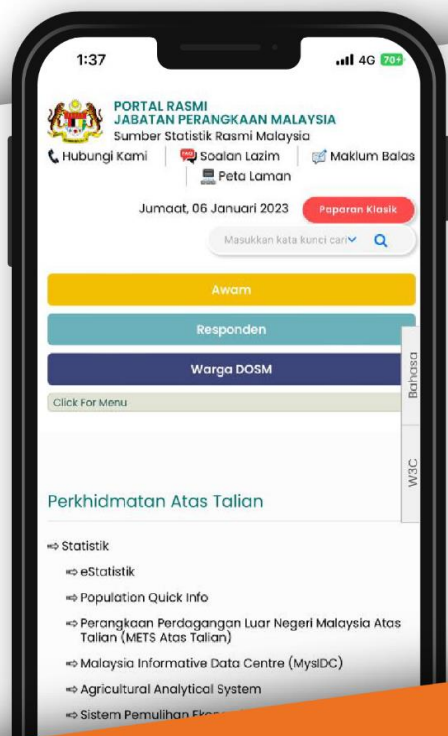 1:37
4G 70+
PORTAL RASMI
JABATAN PERANGKAAN MALAYSIA
Sumber Statistik Rasmi Malaysia
Hubungi Kami
FAQ
Soalan Lazim
Maklum Balas
Peta Laman
Jumaat, 06 Januari 2023
Paparan Klasik
Masukkan kata kunci cari
Awam
Responden
Warga DOSM
Click For Menu
Bahasa
W3C
Perkhidmatan Atas Talian
Statistik
eStatistik
Population Quick Info
Perangkaan Perdagangan Luar Negeri Malaysia Atas
Talian (METS Atas Talian)
Malaysia Informative Data Centre (MysIDC)
Agricultural Analytical System
Sistem Pemulihan